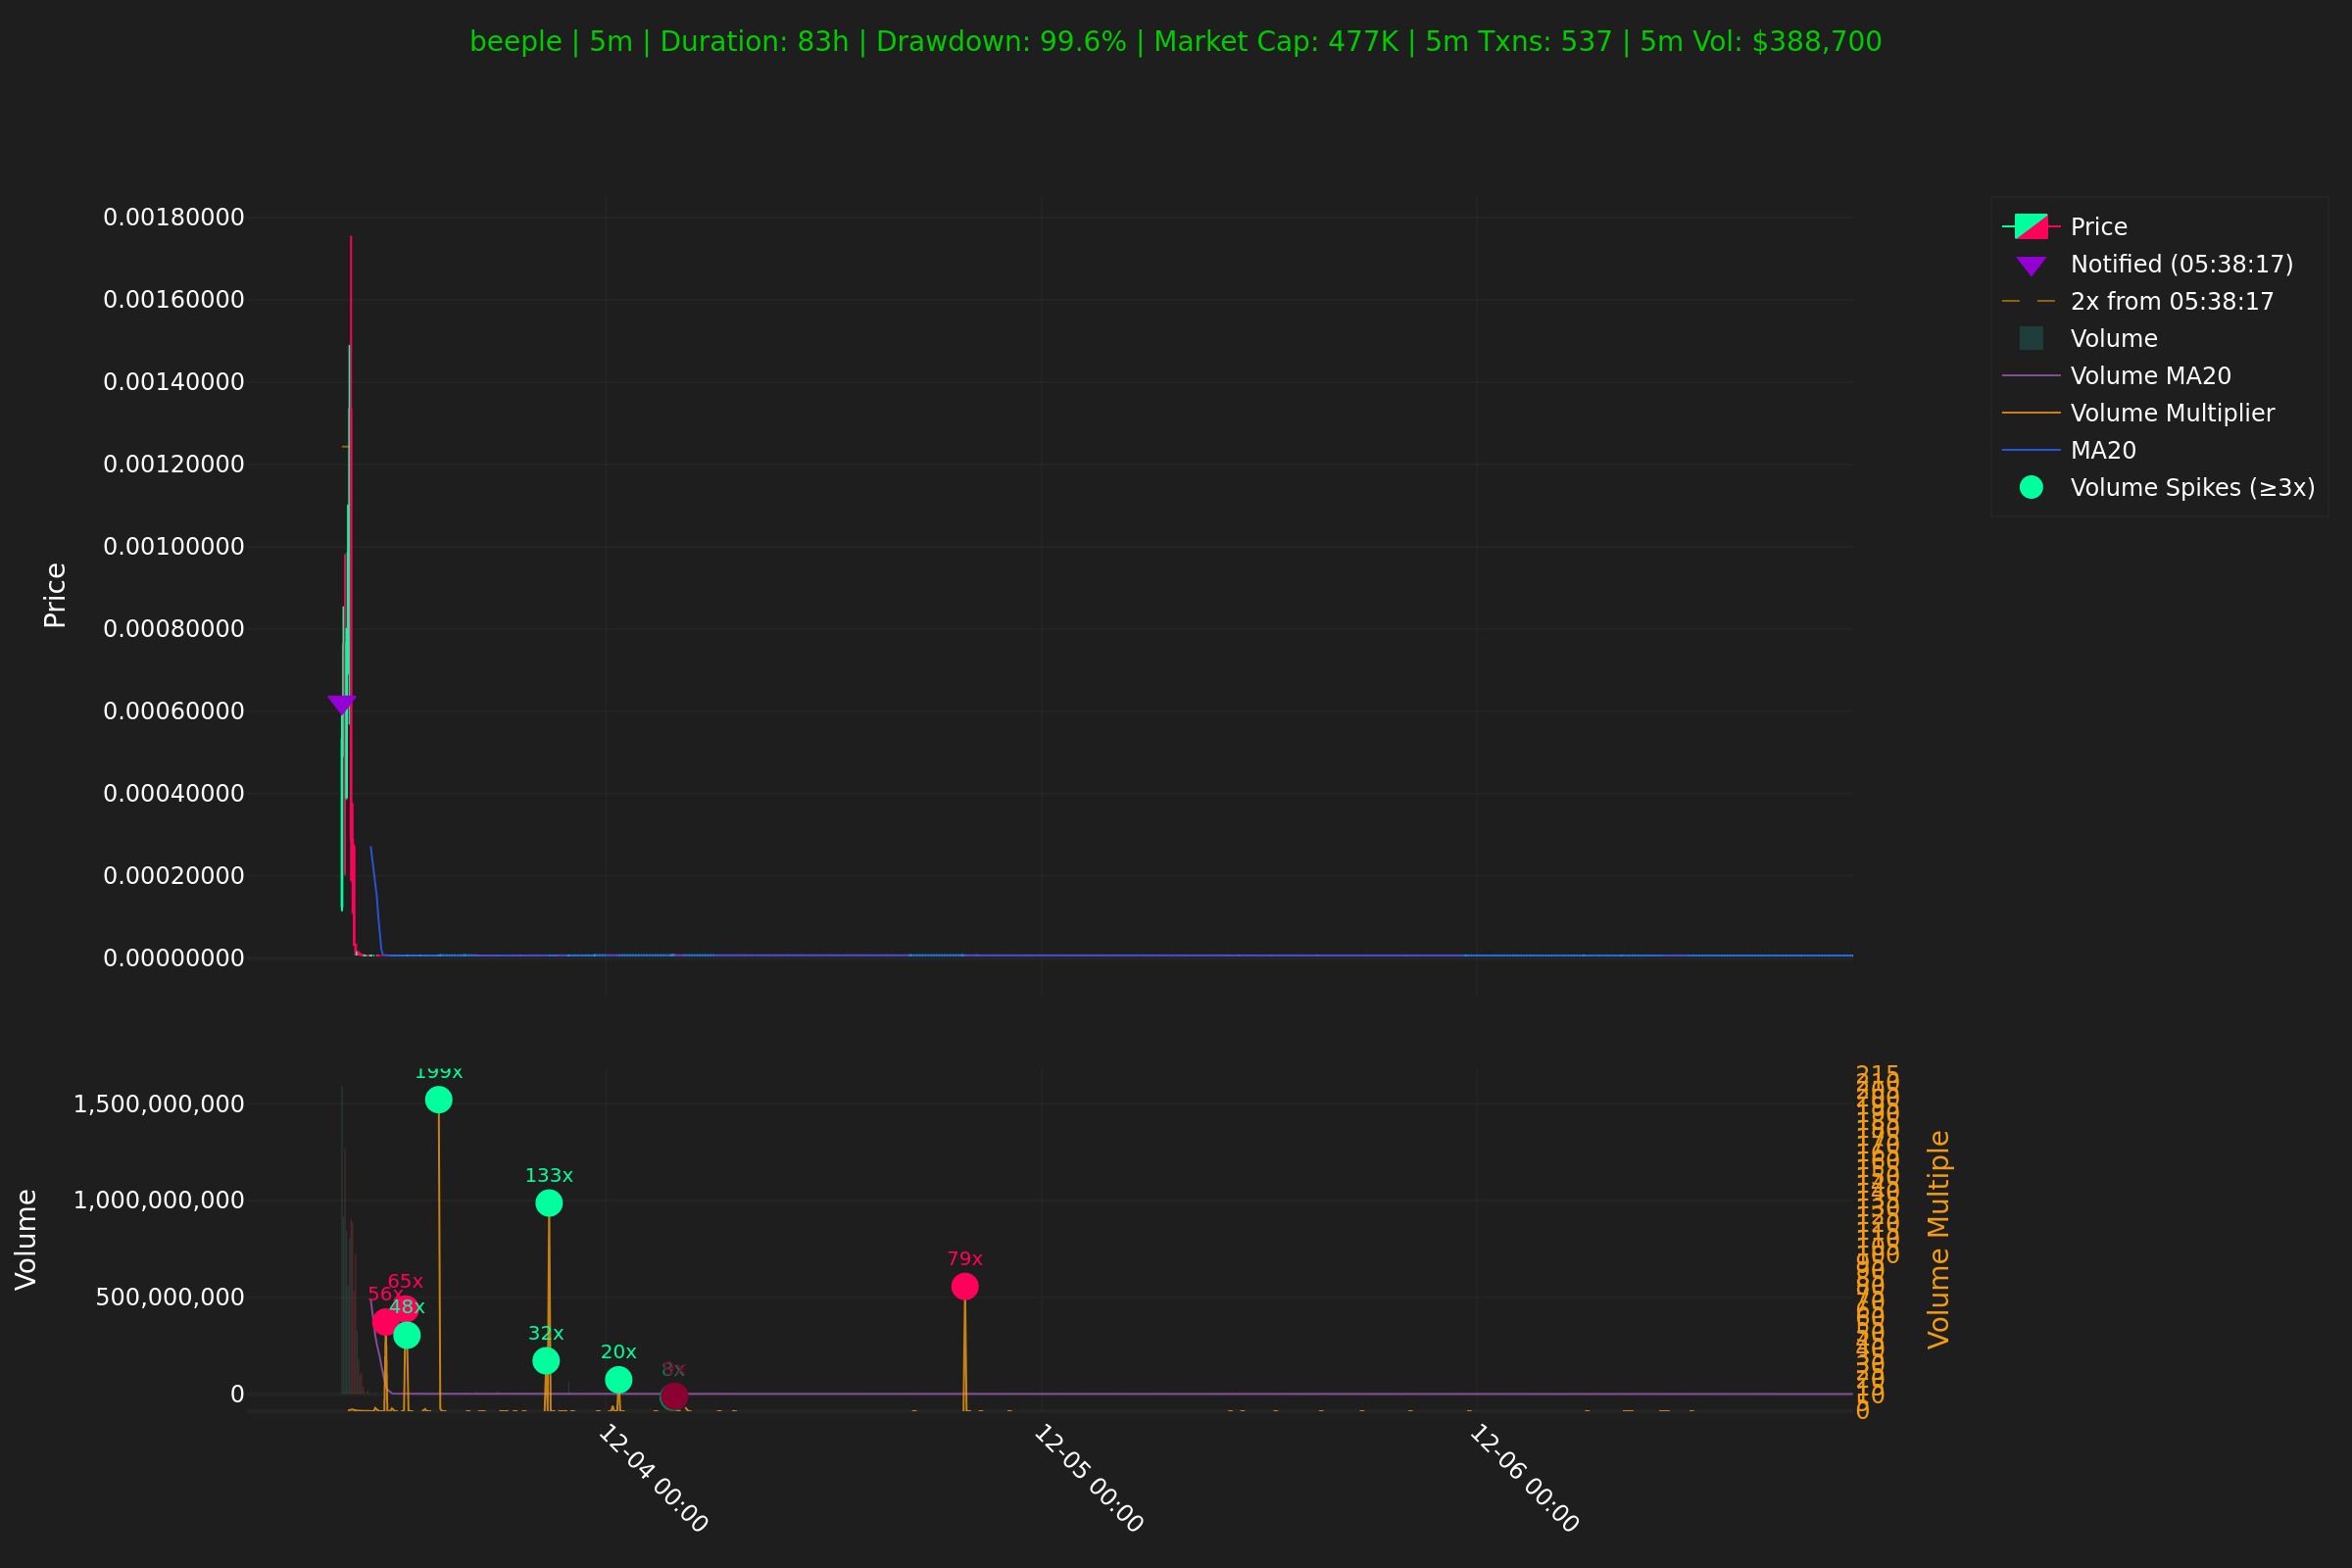 beeple | 5m | Duration: 83h | Drawdown: 99.6% | Market Cap: 477K | 5m Txns: 537 | 5m Vol: $388,700
0.00180000
0.00160000
0.00140000
0.00120000
0.00100000
0.00080000
0.00060000
0.00040000
0.00020000
0.00000000
Price
Price
Notified (05:38:17)
2x from 05:38:17
Volume
Volume MA20
Volume Multiplier
MA20
Volume Spikes (≥3x)
1,500,000,000
1,000,000,000
500,000,000
0
Volume
56x
65x
48x
199x
32x
133x
20x
8x
79x
215
0
Volume Multiple
12-04 00:00
12-05 00:00
12-06 00:00